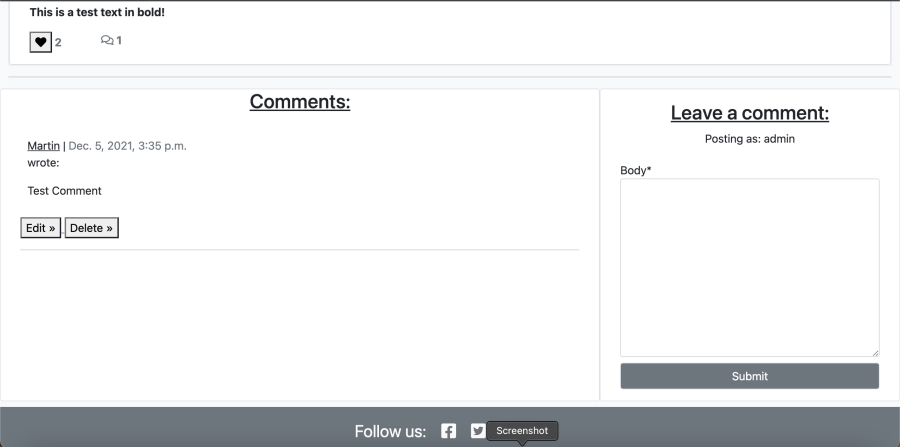 This is a test text in bold!
2 1
Comments:
Martin | Dec. 5, 2021, 3:35 p.m.
wrote:
Test Comment
Edit » Delete »
Leave a comment:
Posting as: admin
Body*
Submit
Follow us:
Screenshot